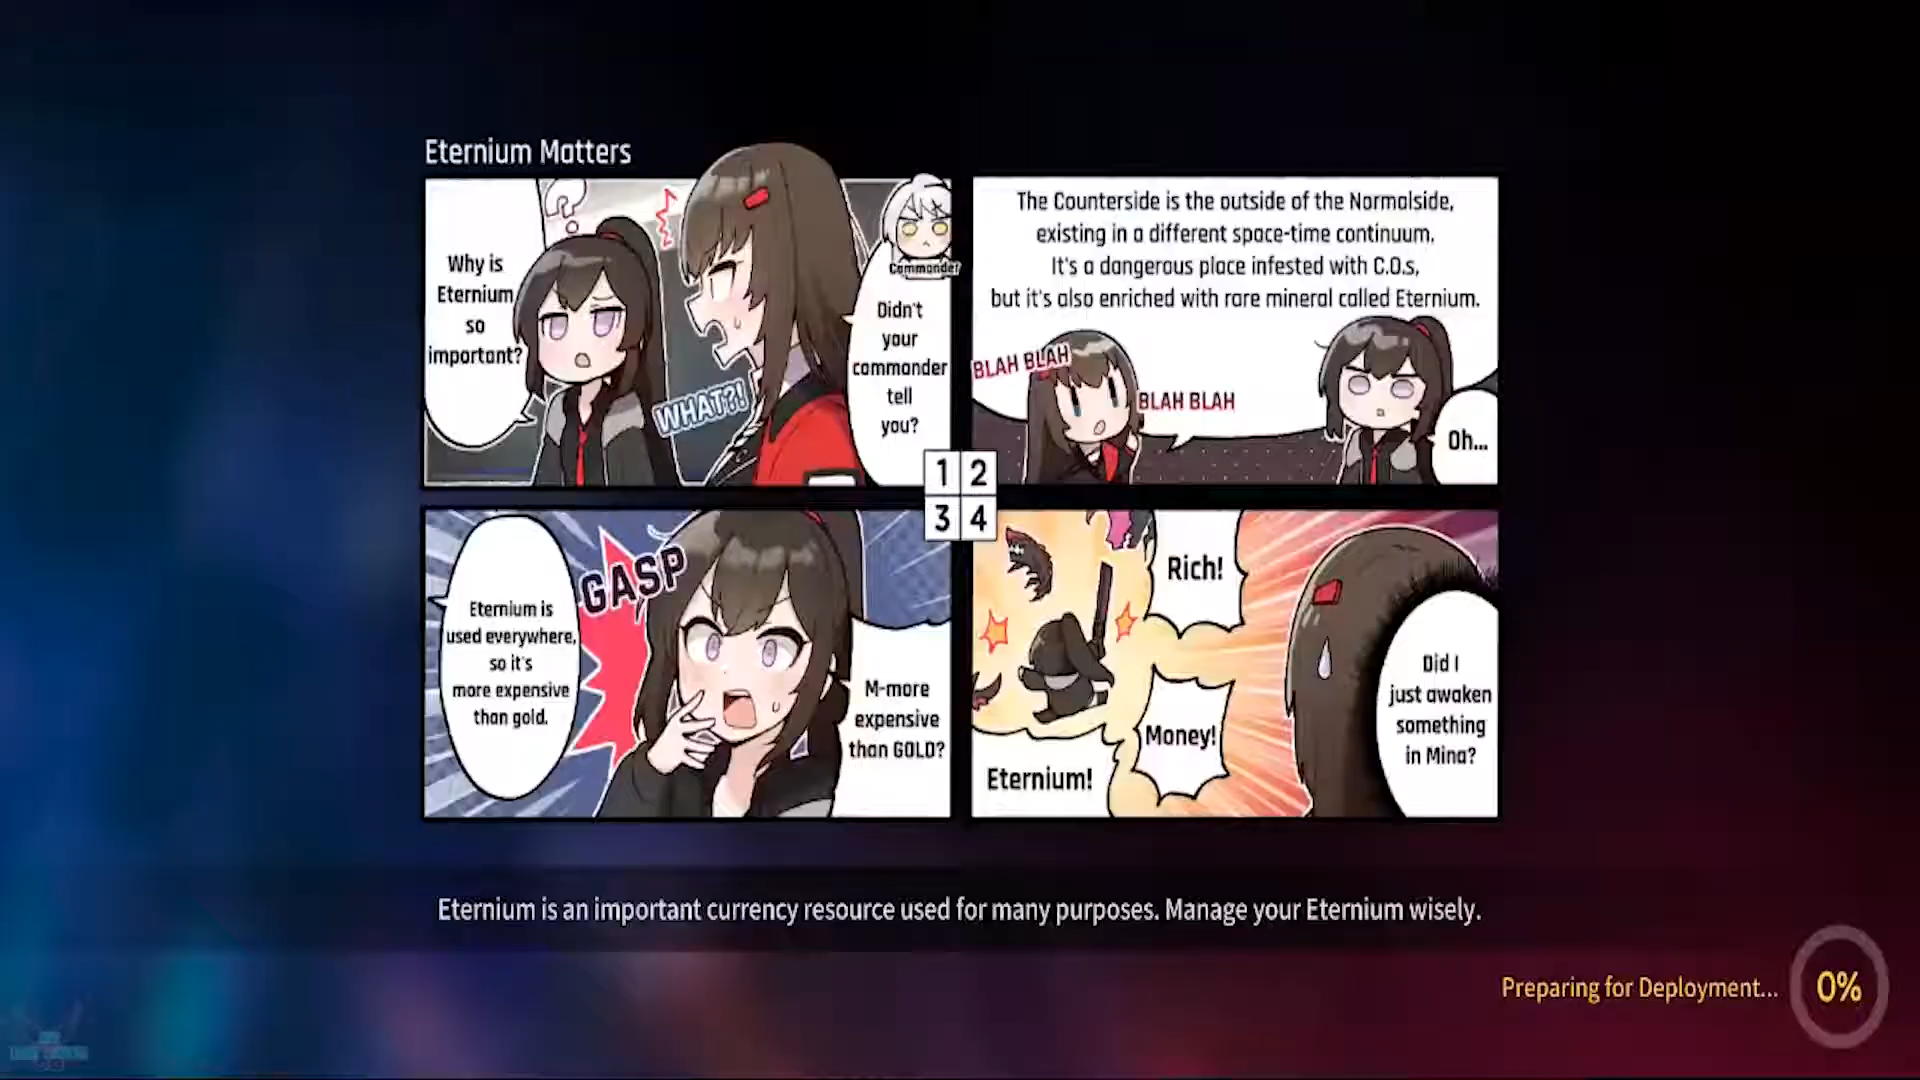 Eternium Matters
Why is
Eternium
so
important?
WHAT?!
Commander
Didn't
your
commander
tell
you?
The Counterside is the outside of the Normalside,
existing in a different space-time continuum.
It's a dangerous place infested with C.O.s,
but it's also enriched with rare mineral called Eternium.
BLAH BLAH
BLAH BLAH
Oh...
1 2
3 4
Eternium is
used everywhere,
so it's
more expensive
than gold.
GASP
M-more
expensive
than GOLD?
Rich!
Money!
Eternium!
Did I
just awaken
something
in Mina?
Eternium is an important currency resource used for many purposes. Manage your Eternium wisely.
Preparing for Deployment...
0%